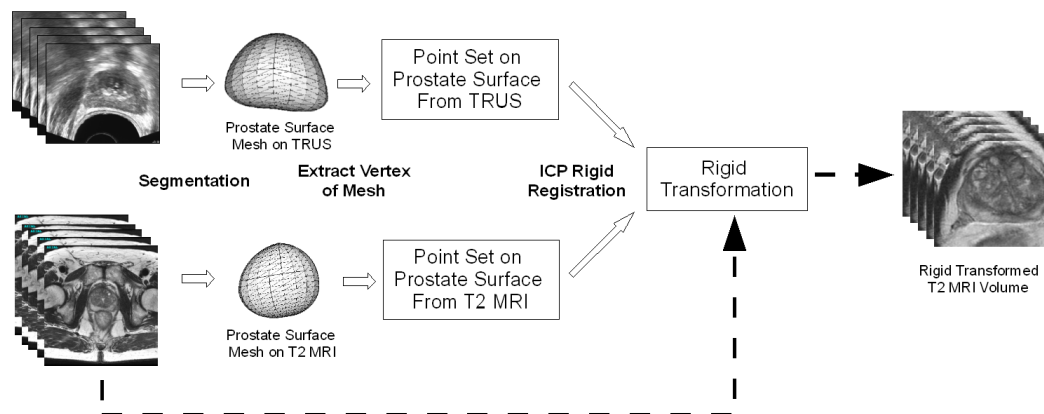 Point Set on
Prostate Surface
From TRUS
Prostate Surface
Mesh on TRUS
Segmentation
Extract Vertex
of Mesh
ICP Rigid
Registration
Rigid
Transformation
Point Set on
Prostate Surface
From T2 MRI
Prostate Surface
Mesh on T2 MRI
Rigid Transformed
T2 MRI Volume